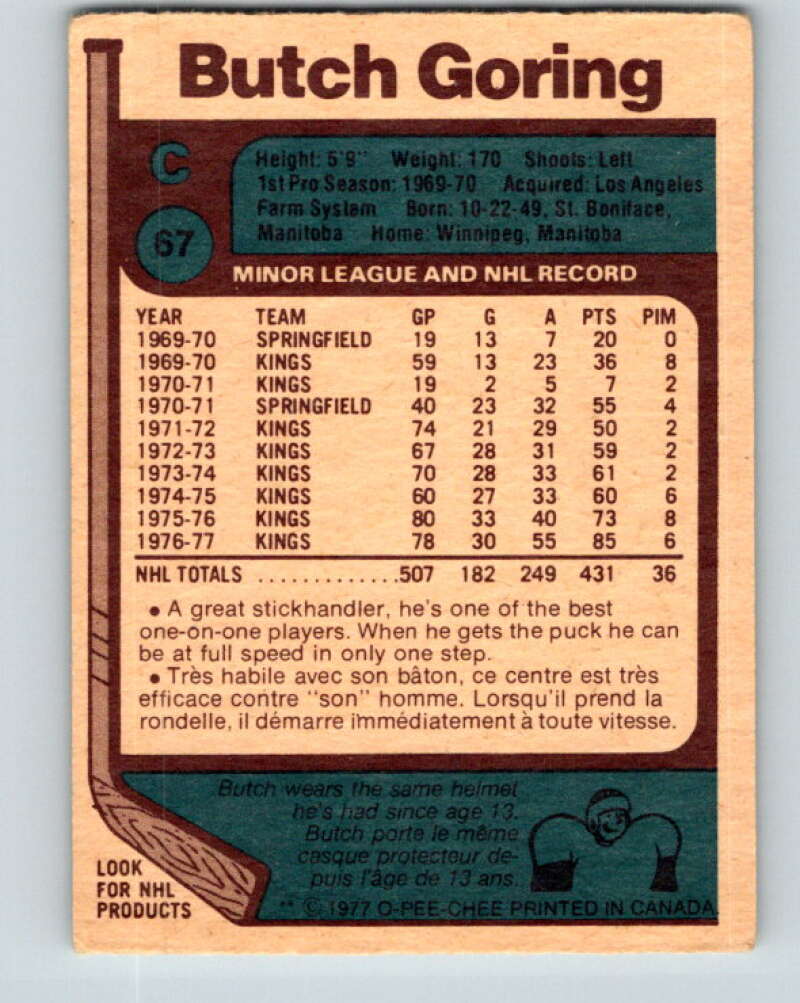 Butch Goring
C
67
Height: 5'9" Weight: 170 Shoots: Left
1st Pro Season: 1969-70 Acquired: Los Angeles
Farm System Born: 10-22-49, St. Boniface,
Manitoba Home: Winnipeg, Manitoba
MINOR LEAGUE AND NHL RECORD
YEAR TEAM GP G A PTS PIM
1969-70 SPRINGFIELD 19 13 7 20 0
1969-70 KINGS 59 13 23 36 8
1970-71 KINGS 19 2 5 7 2
1970-71 SPRINGFIELD 40 23 32 55 4
1971-72 KINGS 74 21 29 50 2
1972-73 KINGS 67 28 31 59 2
1973-74 KINGS 70 28 33 61 2
1974-75 KINGS 60 27 33 60 6
1975-76 KINGS 80 33 40 73 8
1976-77 KINGS 78 30 55 85 6
NHL TOTALS .............507 182 249 431 36
• A great stickhandler, he's one of the best
one-on-one players. When he gets the puck he can
be at full speed in only one step.
• Très habile avec son bâton, ce centre est très
efficace contre "son" homme. Lorsqu'il prend la
rondelle, il démarre immédiatement à toute vitesse.
Butch wears the same helmet
he's had since age 13.
Butch porte le même
casque protecteur de-
puis l'âge de 13 ans.
LOOK
FOR NHL
PRODUCTS
** © 1977 O-PEE-CHEE PRINTED IN CANADA